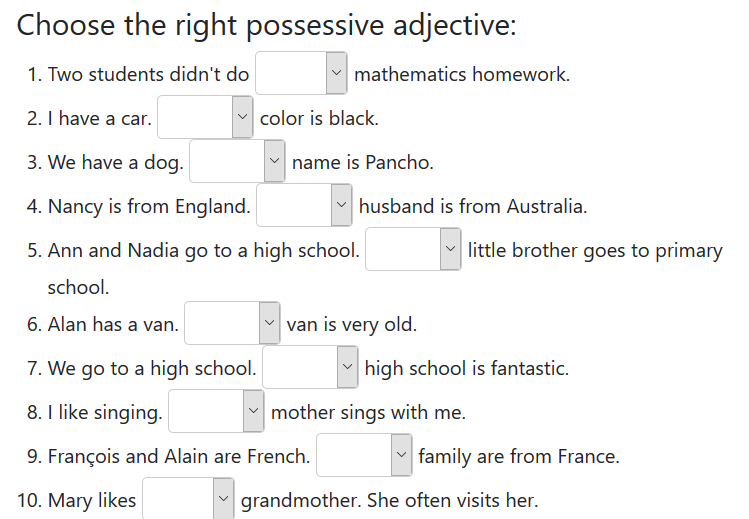 Choose the right possessive adjective:
1. Two students didn't do mathematics homework.
2. I have a car. color is black.
3. We have a dog. name is Pancho.
4. Nancy is from England. husband is from Australia.
5. Ann and Nadia go to a high school. little brother goes to primary
school.
6. Alan has a van. van is very old.
7. We go to a high school. high school is fantastic.
8. I like singing. mother sings with me.
9. François and Alain are French. family are from France.
10. Mary likes grandmother. She often visits her.